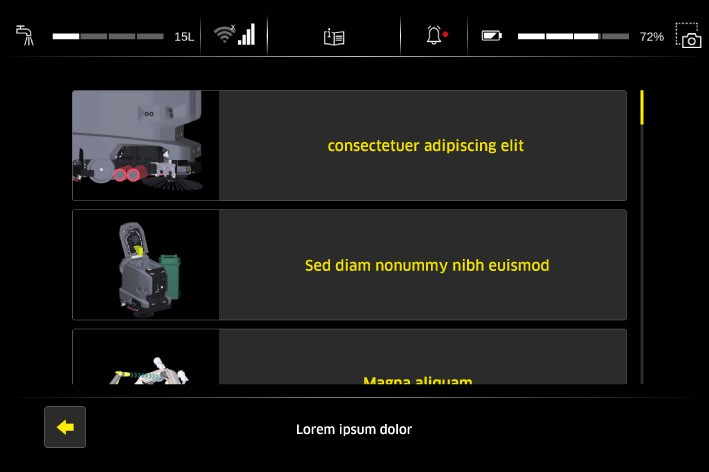 15L
72%
consectetuer adipiscing elit
Sed diam nonummy nibh euismod
Magna aliquam
Lorem ipsum dolor